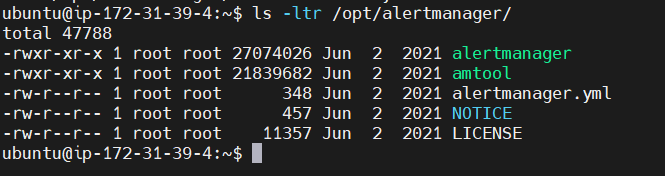 ubuntu@ip-172-31-39-4:~$ ls -ltr /opt/alertmanager/
total 47788
-rwxr-xr-x 1 root root 27074026 Jun  2  2021 alertmanager
-rwxr-xr-x 1 root root 21839682 Jun  2  2021 amtool
-rw-r--r-- 1 root root      348 Jun  2  2021 alertmanager.yml
-rw-r--r-- 1 root root      457 Jun  2  2021 NOTICE
-rw-r--r-- 1 root root    11357 Jun  2  2021 LICENSE
ubuntu@ip-172-31-39-4:~$